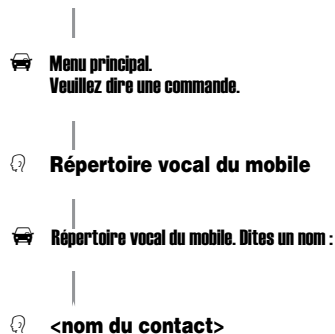 Menu principal.
Veuillez dire une commande.
Répertoire vocal du mobile
Répertoire vocal du mobile. Dites un nom :
<nom du contact>